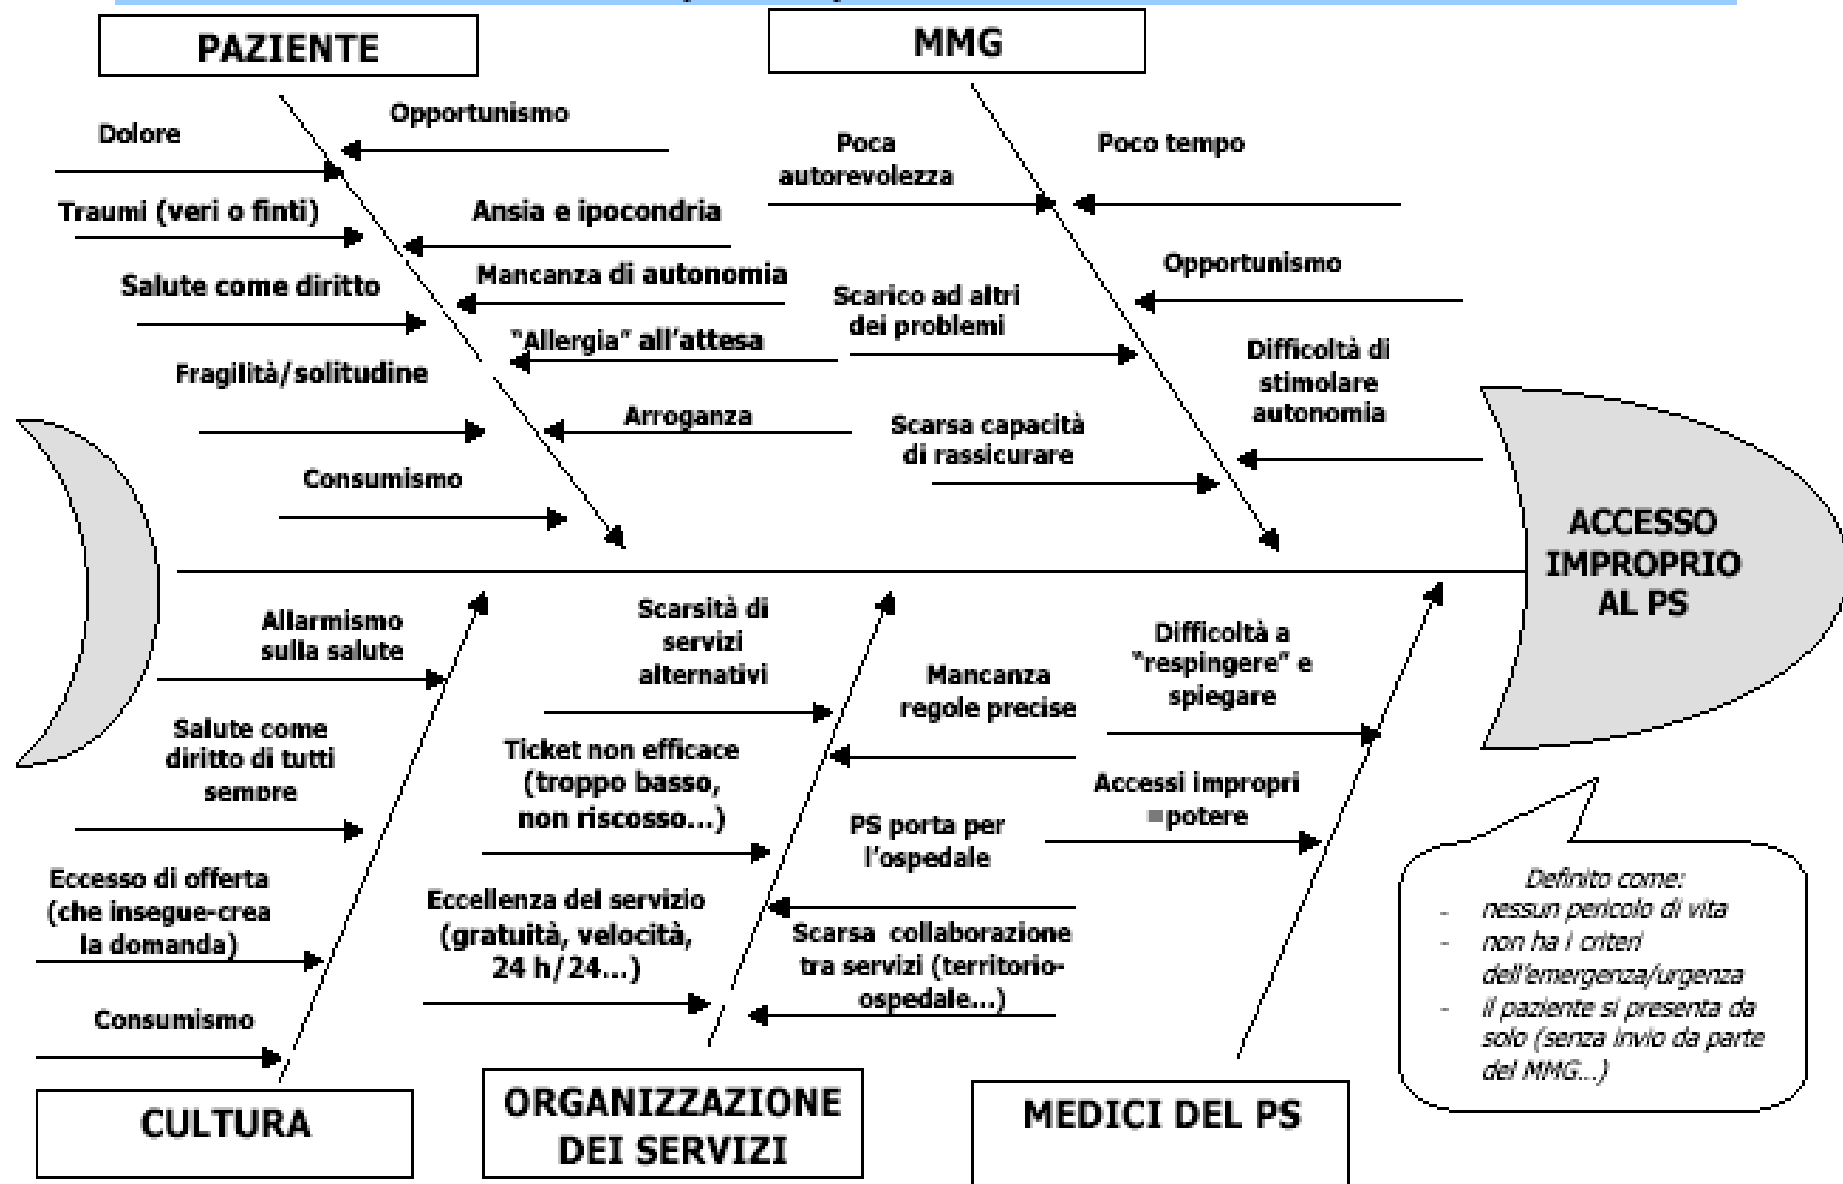 PAZIENTE
MMG
Dolore
Opportunismo
Traumi (veri o finti)
Ansia e ipocondria
Salute come diritto
Mancanza di autonomia
"Allergia" all'attesa
Fragilità/solitudine
Arroganza
Consumismo
Poca
autorevolezza
Poco tempo
Opportunismo
Scarico ad altri
dei problemi
Difficoltà di
stimolare
autonomia
Scarsa capacità
di rassicurare
ACCESSO
IMPROPRIO
AL PS
Allarmismo
sulla salute
Salute come
diritto di tutti
sempre
Eccesso di offerta
(che insegue-crea
la domanda)
Consumismo
Scarsità di
servizi
alternativi
Mancanza
regole precise
Ticket non efficace
(troppo basso,
non riscosso...)
PS porta per
l'ospedale
Eccellenza del servizio
(gratuità, velocità,
24 h/24...)
Scarsa collaborazione
tra servizi (territorio-
ospedale...)
Difficoltà a
"respingere" e
spiegare
Accessi impropri
=potere
Definito come:
- nessun pericolo di vita
- non ha i criteri
dell'emergenza/urgenza
- il paziente si presenta da
solo (senza invio da parte
del MMG...)
CULTURA
ORGANIZZAZIONE
DEI SERVIZI
MEDICI DEL PS